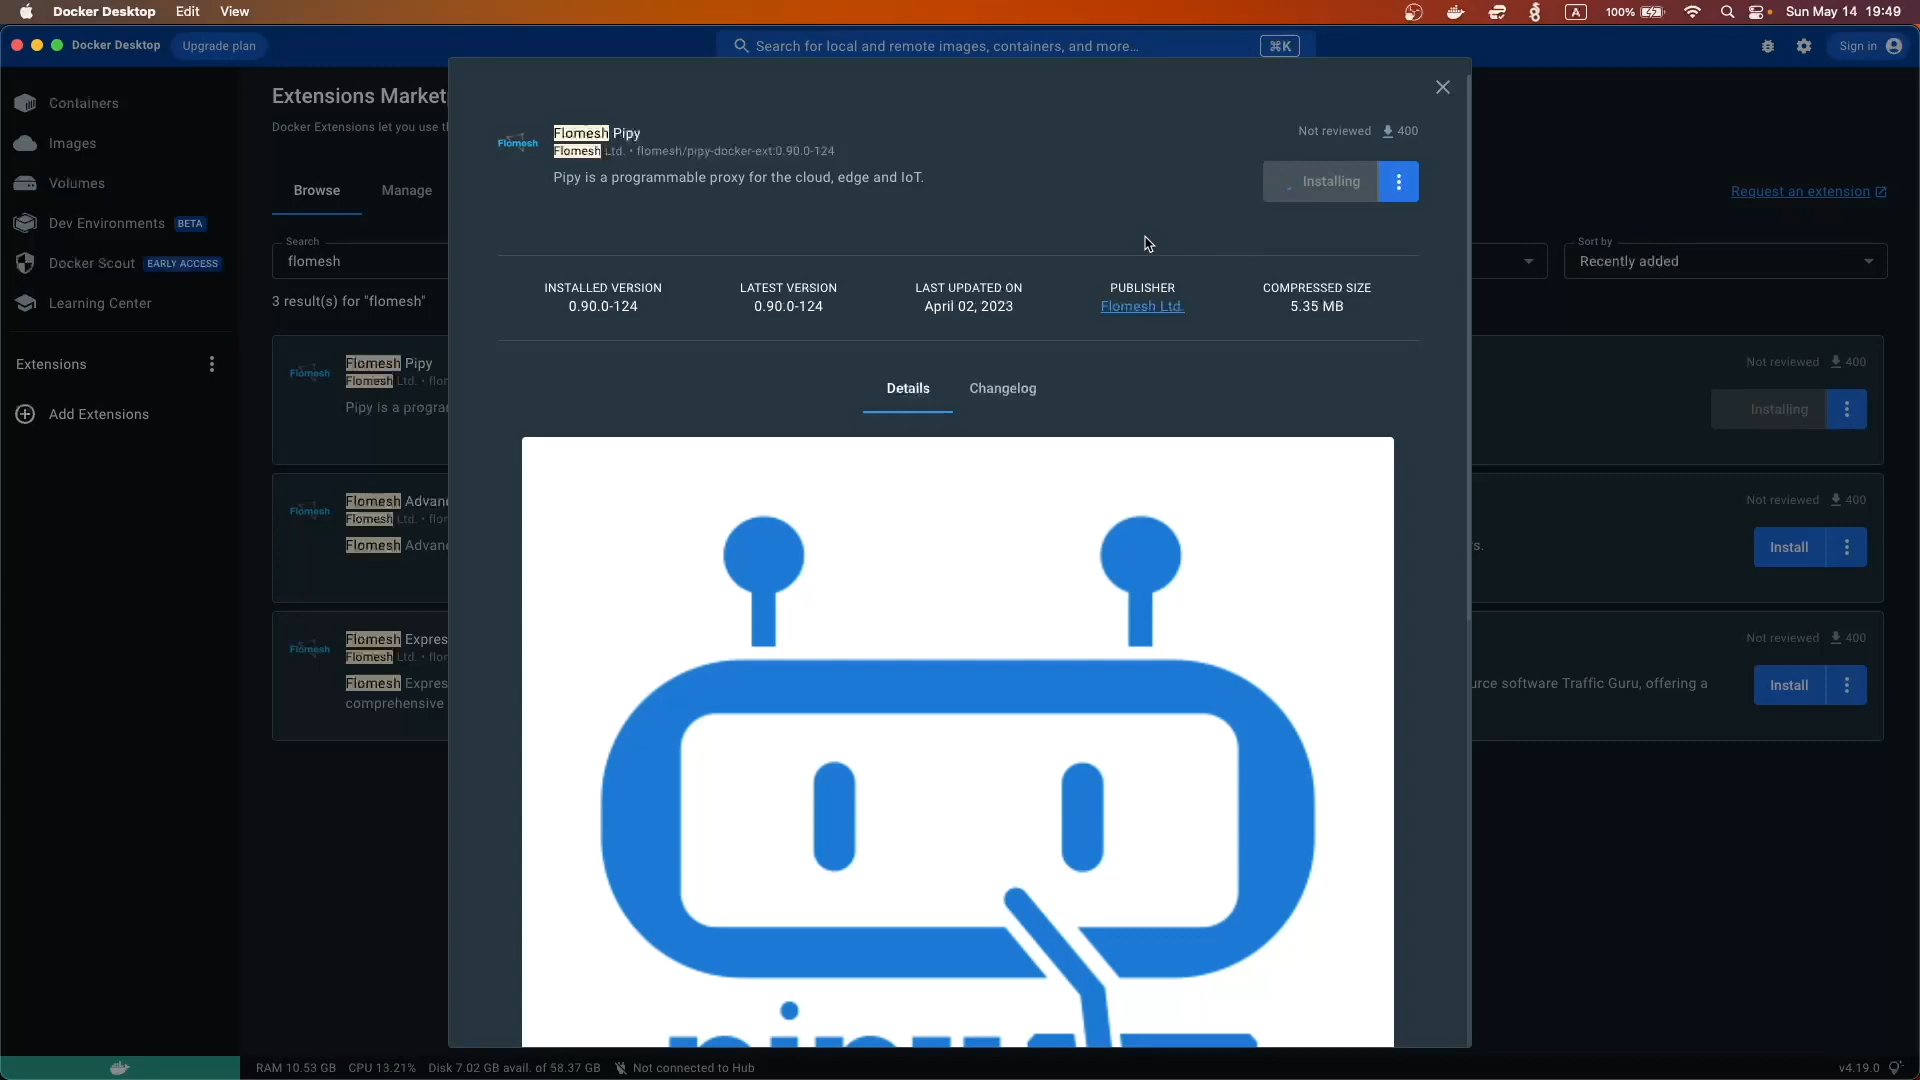 Docker Desktop Edit View
A 100% Sun May 14 19:49
Docker Desktop Upgrade plan
Search for local and remote images, containers, and more... ⌘K
Sign in
Containers
Images
Volumes
Dev Environments BETA
Docker Scout EARLY ACCESS
Learning Center
Extensions
Add Extensions
Extensions Market
Docker Extensions let you use t
Browse Manage
Request an extension
Search
flomesh
Sort by
Recently added
3 result(s) for "flomesh"
Flomesh
Flomesh Pipy
Flomesh Ltd. • flor
Pipy is a progra
Not reviewed 400
Installing
Flomesh
Flomesh Advan
Flomesh Ltd. • flor
Flomesh Advan
s.
Not reviewed 400
Install
Flomesh
Flomesh Expres
Flomesh Ltd. • flor
Flomesh Expres
comprehensive
urce software Traffic Guru, offering a
Not reviewed 400
Install
Flomesh
Flomesh Pipy
Flomesh Ltd. • flomesh/pipy-docker-ext:0.90.0-124
Pipy is a programmable proxy for the cloud, edge and IoT.
Not reviewed 400
Installing
INSTALLED VERSION
0.90.0-124
LATEST VERSION
0.90.0-124
LAST UPDATED ON
April 02, 2023
PUBLISHER
Flomesh Ltd.
COMPRESSED SIZE
5.35 MB
Details Changelog
RAM 10.53 GB CPU 13.21% Disk 7.02 GB avail. of 58.37 GB Not connected to Hub
v4.19.0